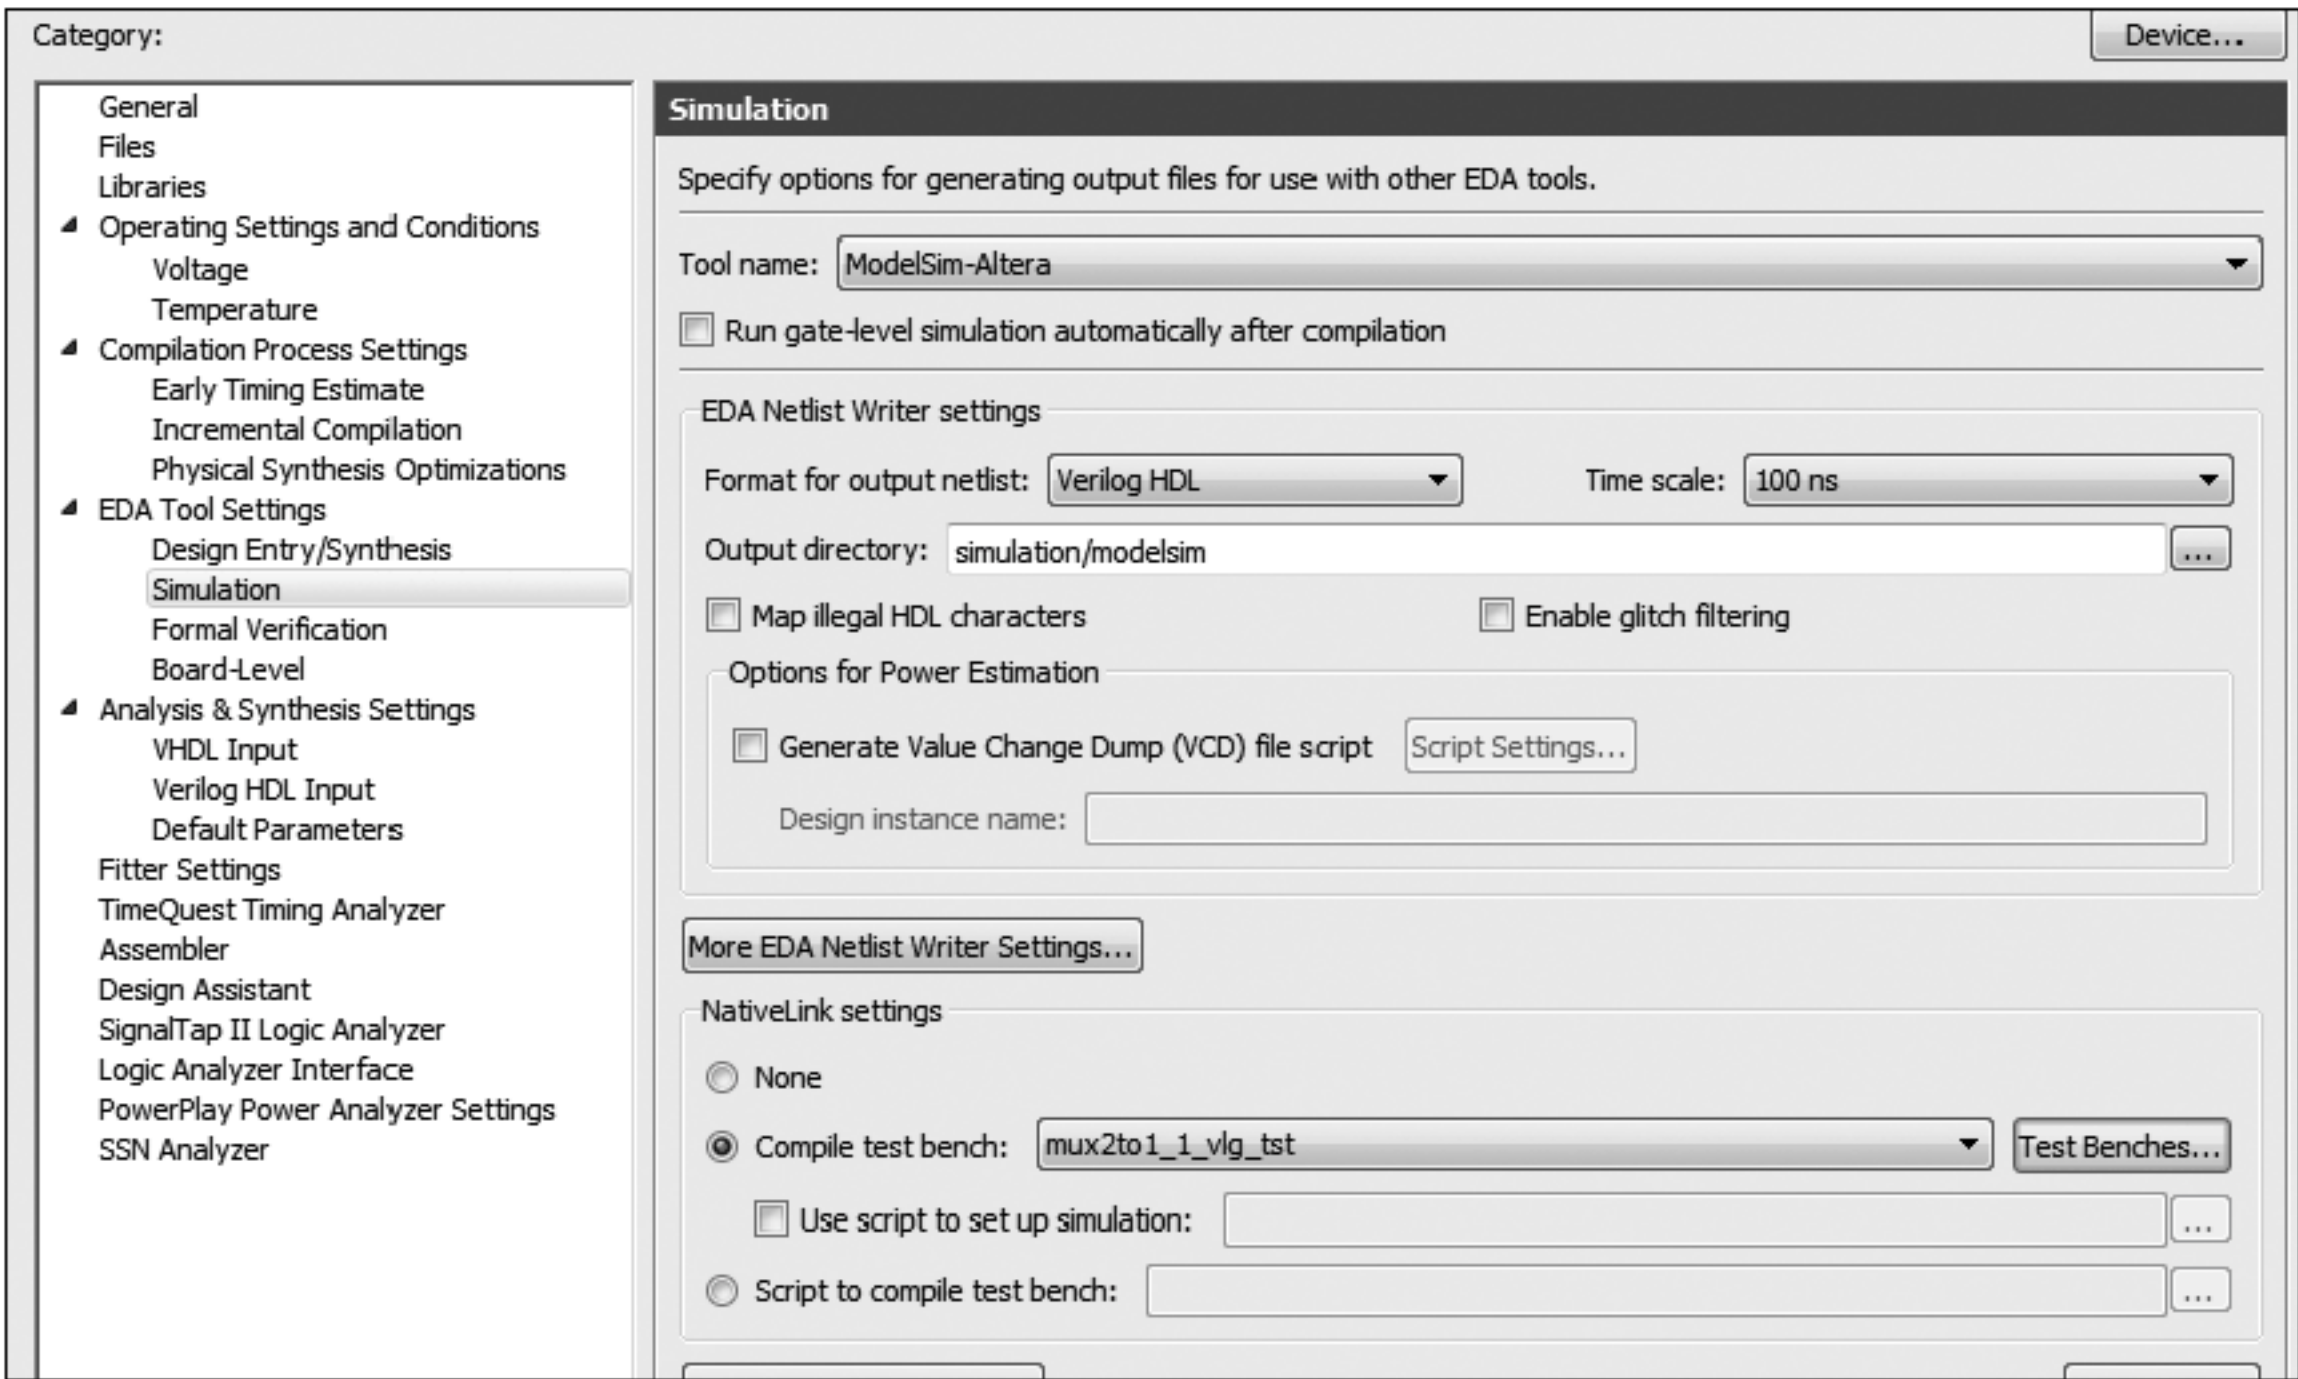 Category:
Device...
General
Files
Libraries
Operating Settings and Conditions
Voltage
Temperature
Compilation Process Settings
Early Timing Estimate
Incremental Compilation
Physical Synthesis Optimizations
EDA Tool Settings
Design Entry/Synthesis
Simulation
Formal Verification
Board-Level
Analysis & Synthesis Settings
VHDL Input
Verilog HDL Input
Default Parameters
Fitter Settings
TimeQuest Timing Analyzer
Assembler
Design Assistant
SignalTap II Logic Analyzer
Logic Analyzer Interface
PowerPlay Power Analyzer Settings
SSN Analyzer
Simulation
Specify options for generating output files for use with other EDA tools.
Tool name: ModelSim-Altera
Run gate-level simulation automatically after compilation
EDA Netlist Writer settings
Format for output netlist: Verilog HDL Time scale: 100 ns
Output directory: simulation/modelsim ...
Map illegal HDL characters Enable glitch filtering
Options for Power Estimation
Generate Value Change Dump (VCD) file script Script Settings...
Design instance name:
More EDA Netlist Writer Settings...
NativeLink settings
None
Compile test bench: mux2to1_1_vlg_tst Test Benches...
Use script to set up simulation: ...
Script to compile test bench: ...